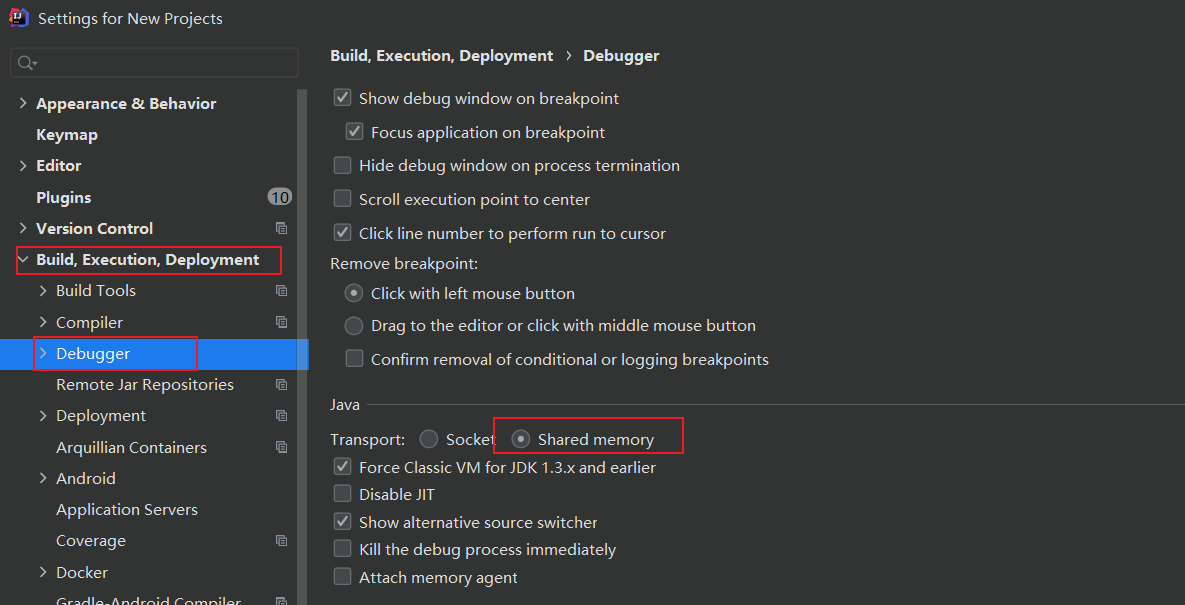 Settings for New Projects
Appearance & Behavior
Keymap
Editor
Plugins 10
Version Control
Build, Execution, Deployment
Build Tools
Compiler
Debugger
Remote Jar Repositories
Deployment
Arquillian Containers
Android
Application Servers
Coverage
Docker
Gradle-Android Compiler
Build, Execution, Deployment › Debugger
Show debug window on breakpoint
Focus application on breakpoint
Hide debug window on process termination
Scroll execution point to center
Click line number to perform run to cursor
Remove breakpoint:
Click with left mouse button
Drag to the editor or click with middle mouse button
Confirm removal of conditional or logging breakpoints
Java
Transport: Socket Shared memory
Force Classic VM for JDK 1.3.x and earlier
Disable JIT
Show alternative source switcher
Kill the debug process immediately
Attach memory agent